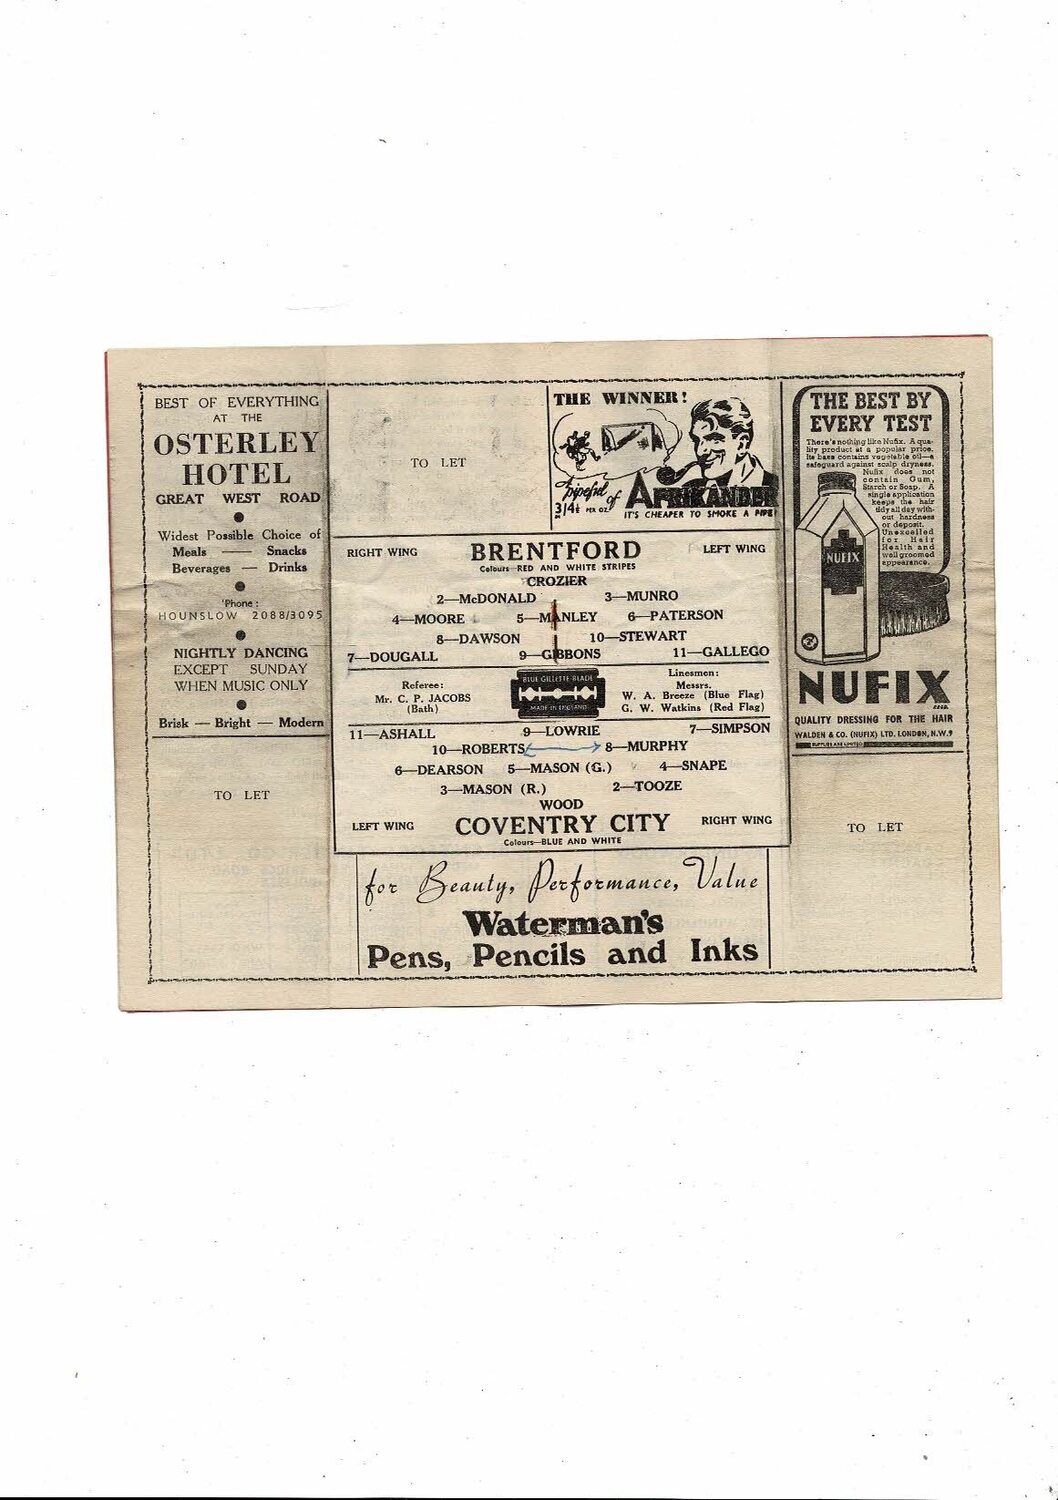 BEST OF EVERYTHING
AT THE
OSTERLEY
HOTEL
GREAT WEST ROAD
Widest Possible Choice of
Meals — Snacks
Beverages — Drinks
'Phone :
HOUNSLOW 2088/3095
NIGHTLY DANCING
EXCEPT SUNDAY
WHEN MUSIC ONLY
Brisk — Bright — Modern
TO LET
TO LET
THE WINNER!
pipeful of
AFRIKANDER
3/4½ PER OZ.
IT'S CHEAPER TO SMOKE A PIPE!
RIGHT WING
BRENTFORD
LEFT WING
Colours—RED AND WHITE STRIPES
CROZIER
2—McDONALD 3—MUNRO
4—MOORE 5—MANLEY 6—PATERSON
8—DAWSON 10—STEWART
7—DOUGALL 9—GIBBONS 11—GALLEGO
Referee:
Mr. C. P. JACOBS
(Bath)
BLUE GILLETTE BLADE
MADE IN ENGLAND
Linesmen:
Messrs.
W. A. Breeze (Blue Flag)
G. W. Watkins (Red Flag)
11—ASHALL 9—LOWRIE 7—SIMPSON
10—ROBERTS 8—MURPHY
6—DEARSON 5—MASON (G.) 4—SNAPE
3—MASON (R.) 2—TOOZE
WOOD
LEFT WING
COVENTRY CITY
RIGHT WING
Colours—BLUE AND WHITE
for Beauty, Performance, Value
Waterman's
Pens, Pencils and Inks
THE BEST BY
EVERY TEST
There's nothing like Nufix. A qua-
lity product at a popular price.
Its base contains vegetable oil—a
safeguard against scalp dryness.
Nufix does not
contain Gum,
Starch or Soap. A
single application
keeps the hair
tidy all day with-
out hardness
or deposit.
Unexcelled
for Hair
Health and
well groomed
appearance.
NUFIX
NUFIX
REGD.
QUALITY DRESSING FOR THE HAIR
WALDEN & CO. (NUFIX) LTD. LONDON, N.W.9
TO LET